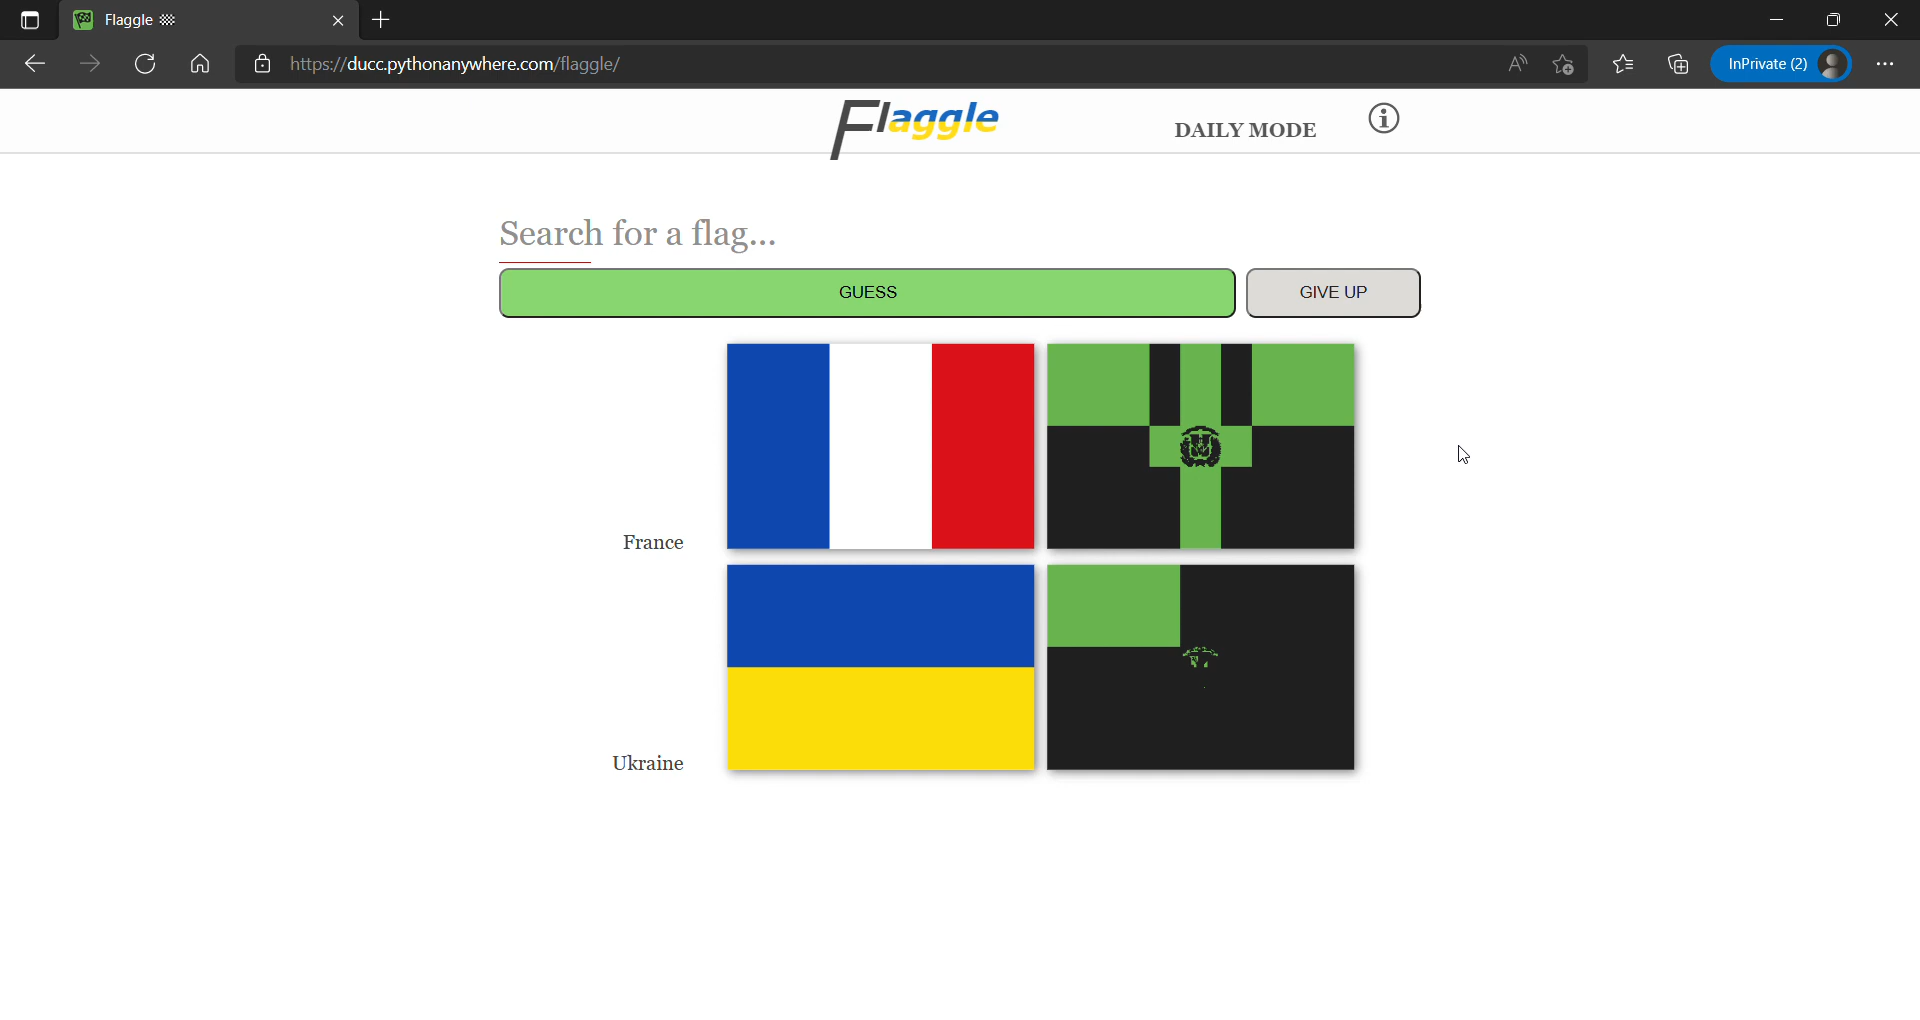 Flaggle
https://ducc.pythonanywhere.com/flaggle/
InPrivate (2)
Flaggle
DAILY MODE
Search for a flag...
GUESS
GIVE UP
France
Ukraine